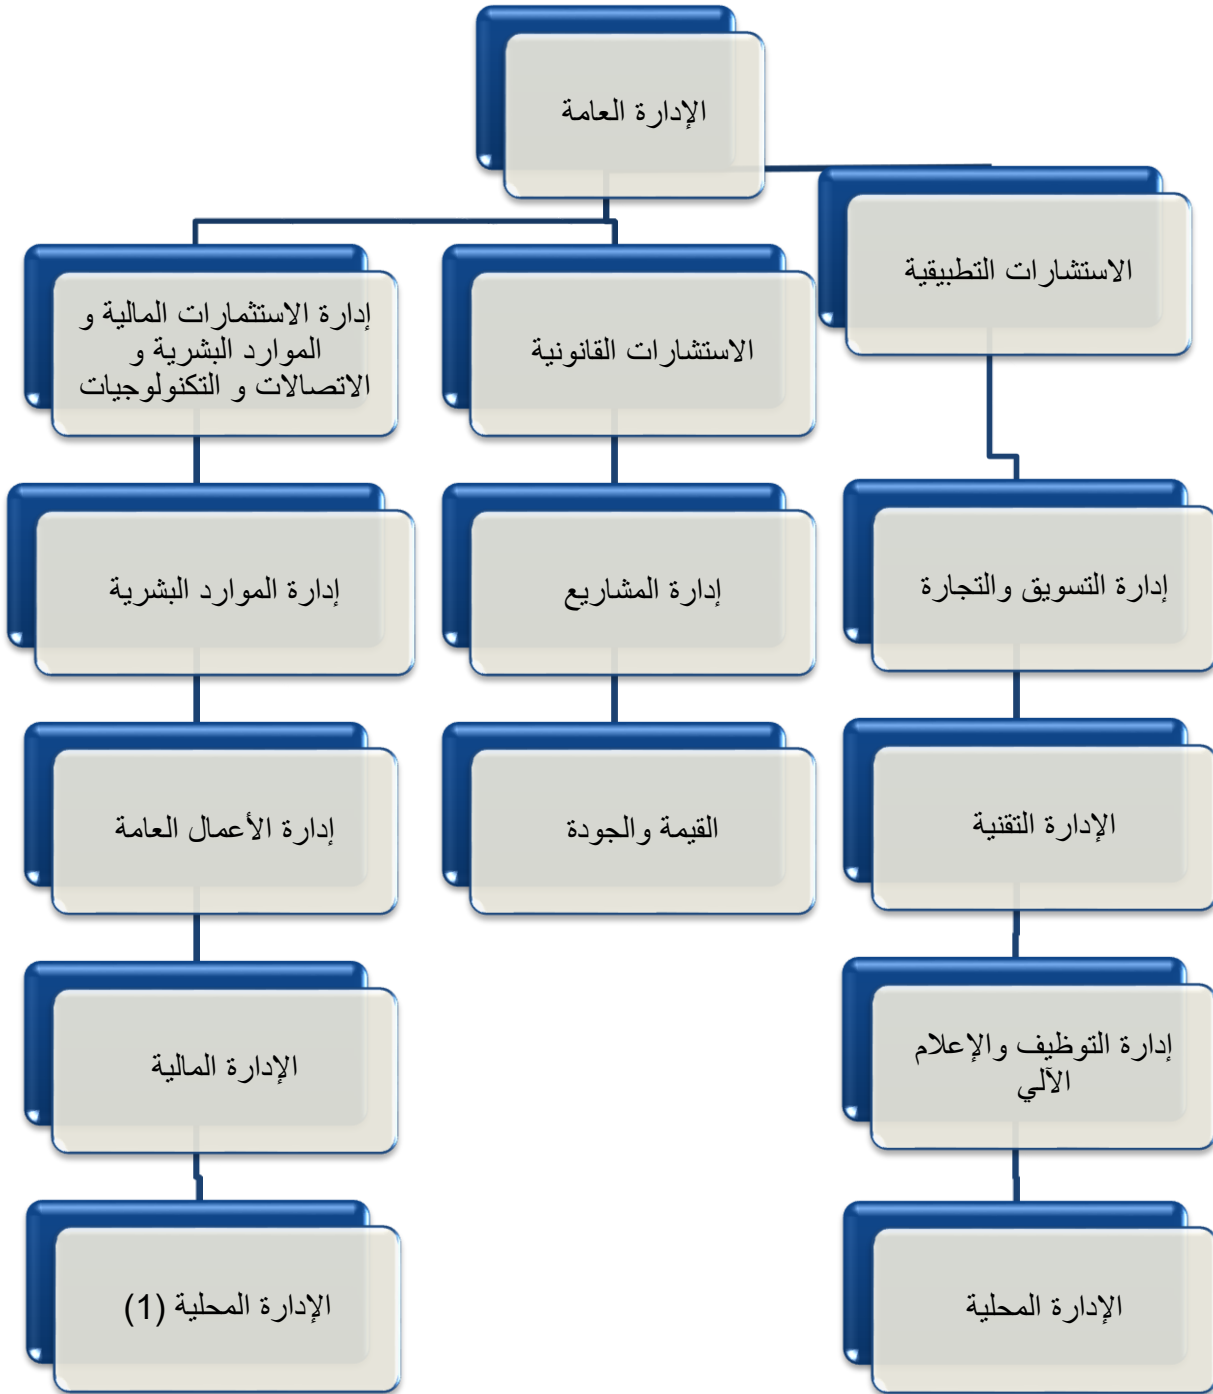 الإدارة العامة
الاستشارات التطبيقية
الاستشارات القانونية
إدارة الاستثمارات المالية و
الموارد البشرية و
الاتصالات و التكنولوجيات
إدارة التسويق والتجارة
إدارة المشاريع
إدارة الموارد البشرية
الإدارة التقنية
القيمة والجودة
إدارة الأعمال العامة
إدارة التوظيف والإعلام
الآلي
الإدارة المالية
الإدارة المحلية
الإدارة المحلية (1)